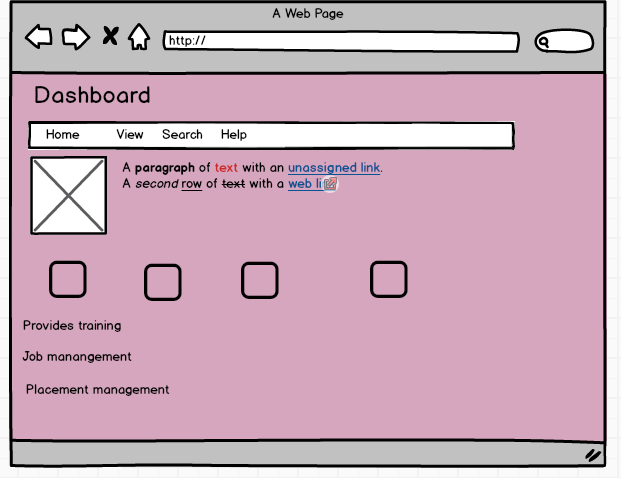 A Web Page
http://
Dashboard
Home View Search Help
A paragraph of text with an unassigned link.
A second row of text with a web li
Provides training
Job manangement
Placement management